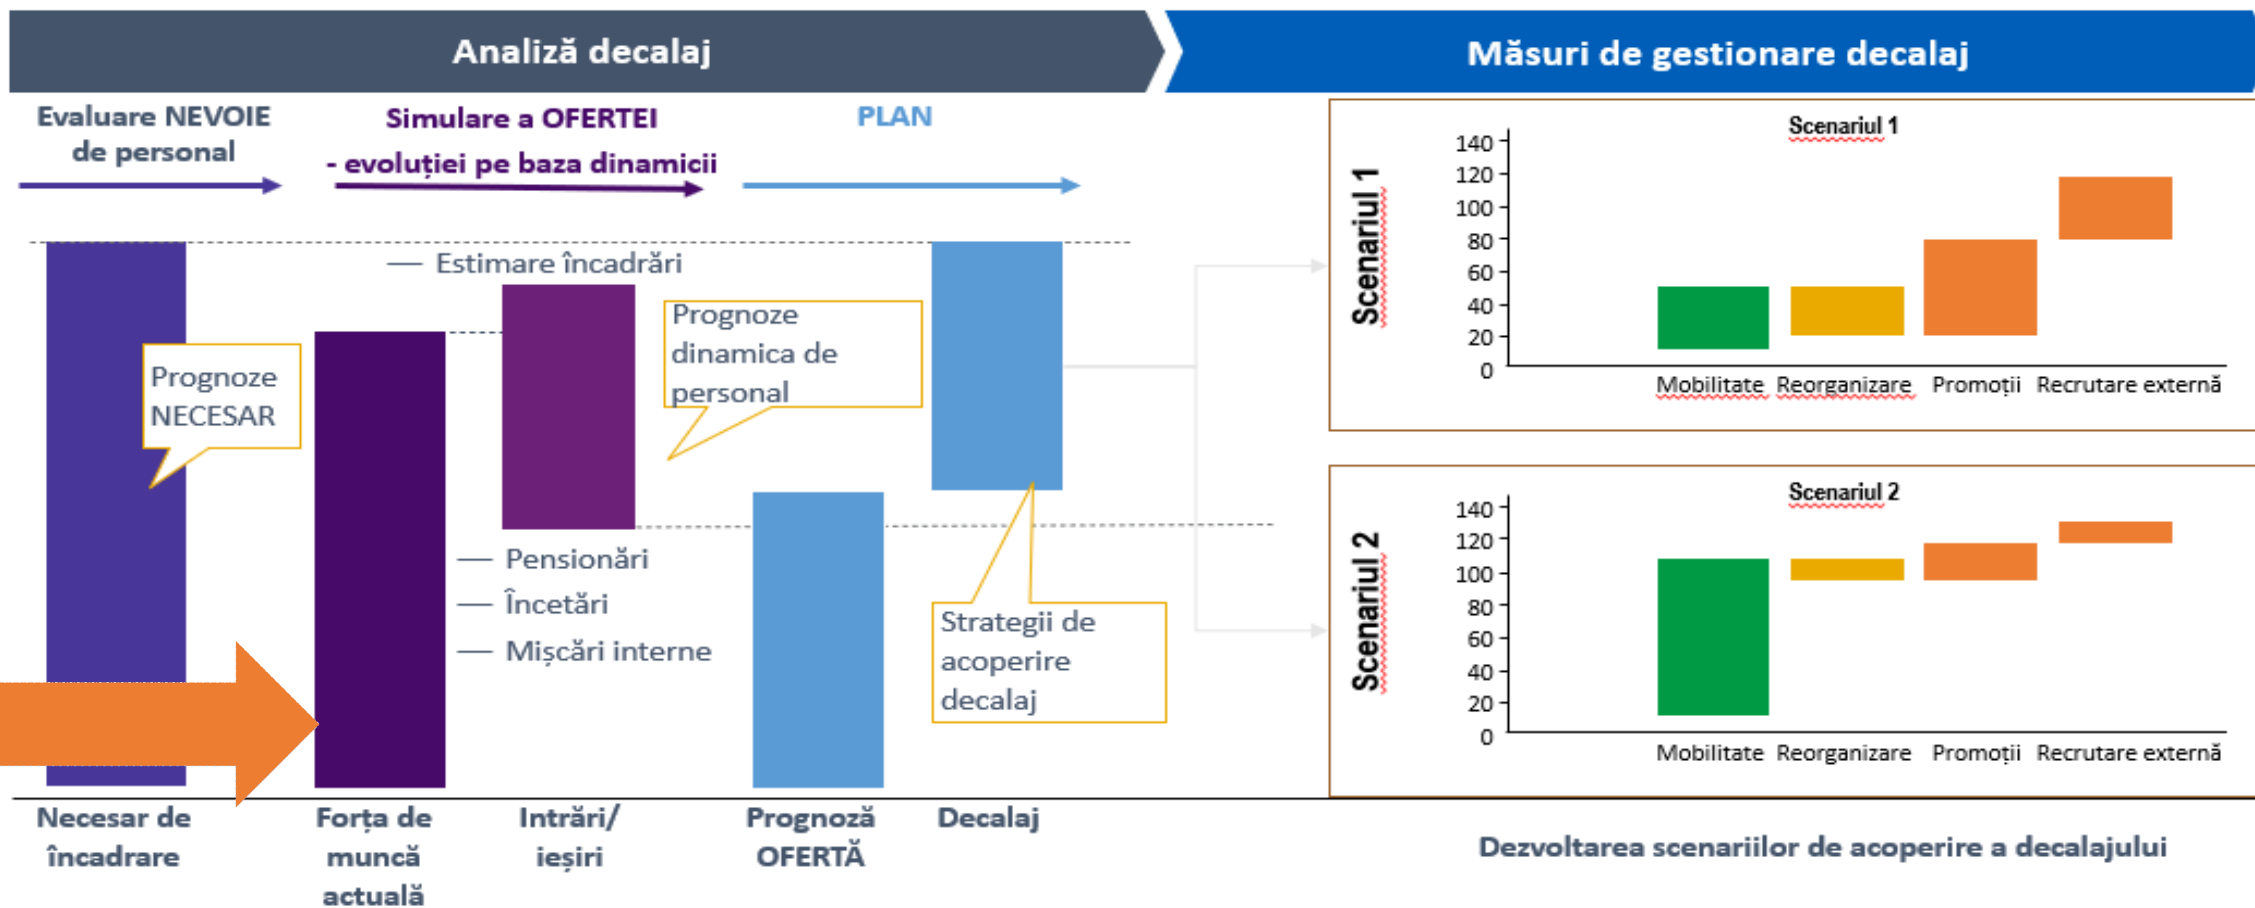 Analiză decalaj
Măsuri de gestionare decalaj
Evaluare NEVOIE
de personal
Simulare a OFERTEI
- evoluției pe baza dinamicii
PLAN
— Estimare încadrări
Prognoze
NECESAR
Prognoze
dinamica de
personal
— Pensionări
— Încetări
— Mișcări interne
Strategii de
acoperire
decalaj
Necesar de
încadrare
Forța de
muncă
actuală
Intrări/
ieșiri
Prognoză
OFERTĂ
Decalaj
Scenariul 1
Scenariul 1
140
120
100
80
60
40
20
0
Mobilitate Reorganizare Promoții Recrutare externă
Scenariul 2
Scenariul 2
140
120
100
80
60
40
20
0
Mobilitate Reorganizare Promoții Recrutare externă
Dezvoltarea scenariilor de acoperire a decalajului